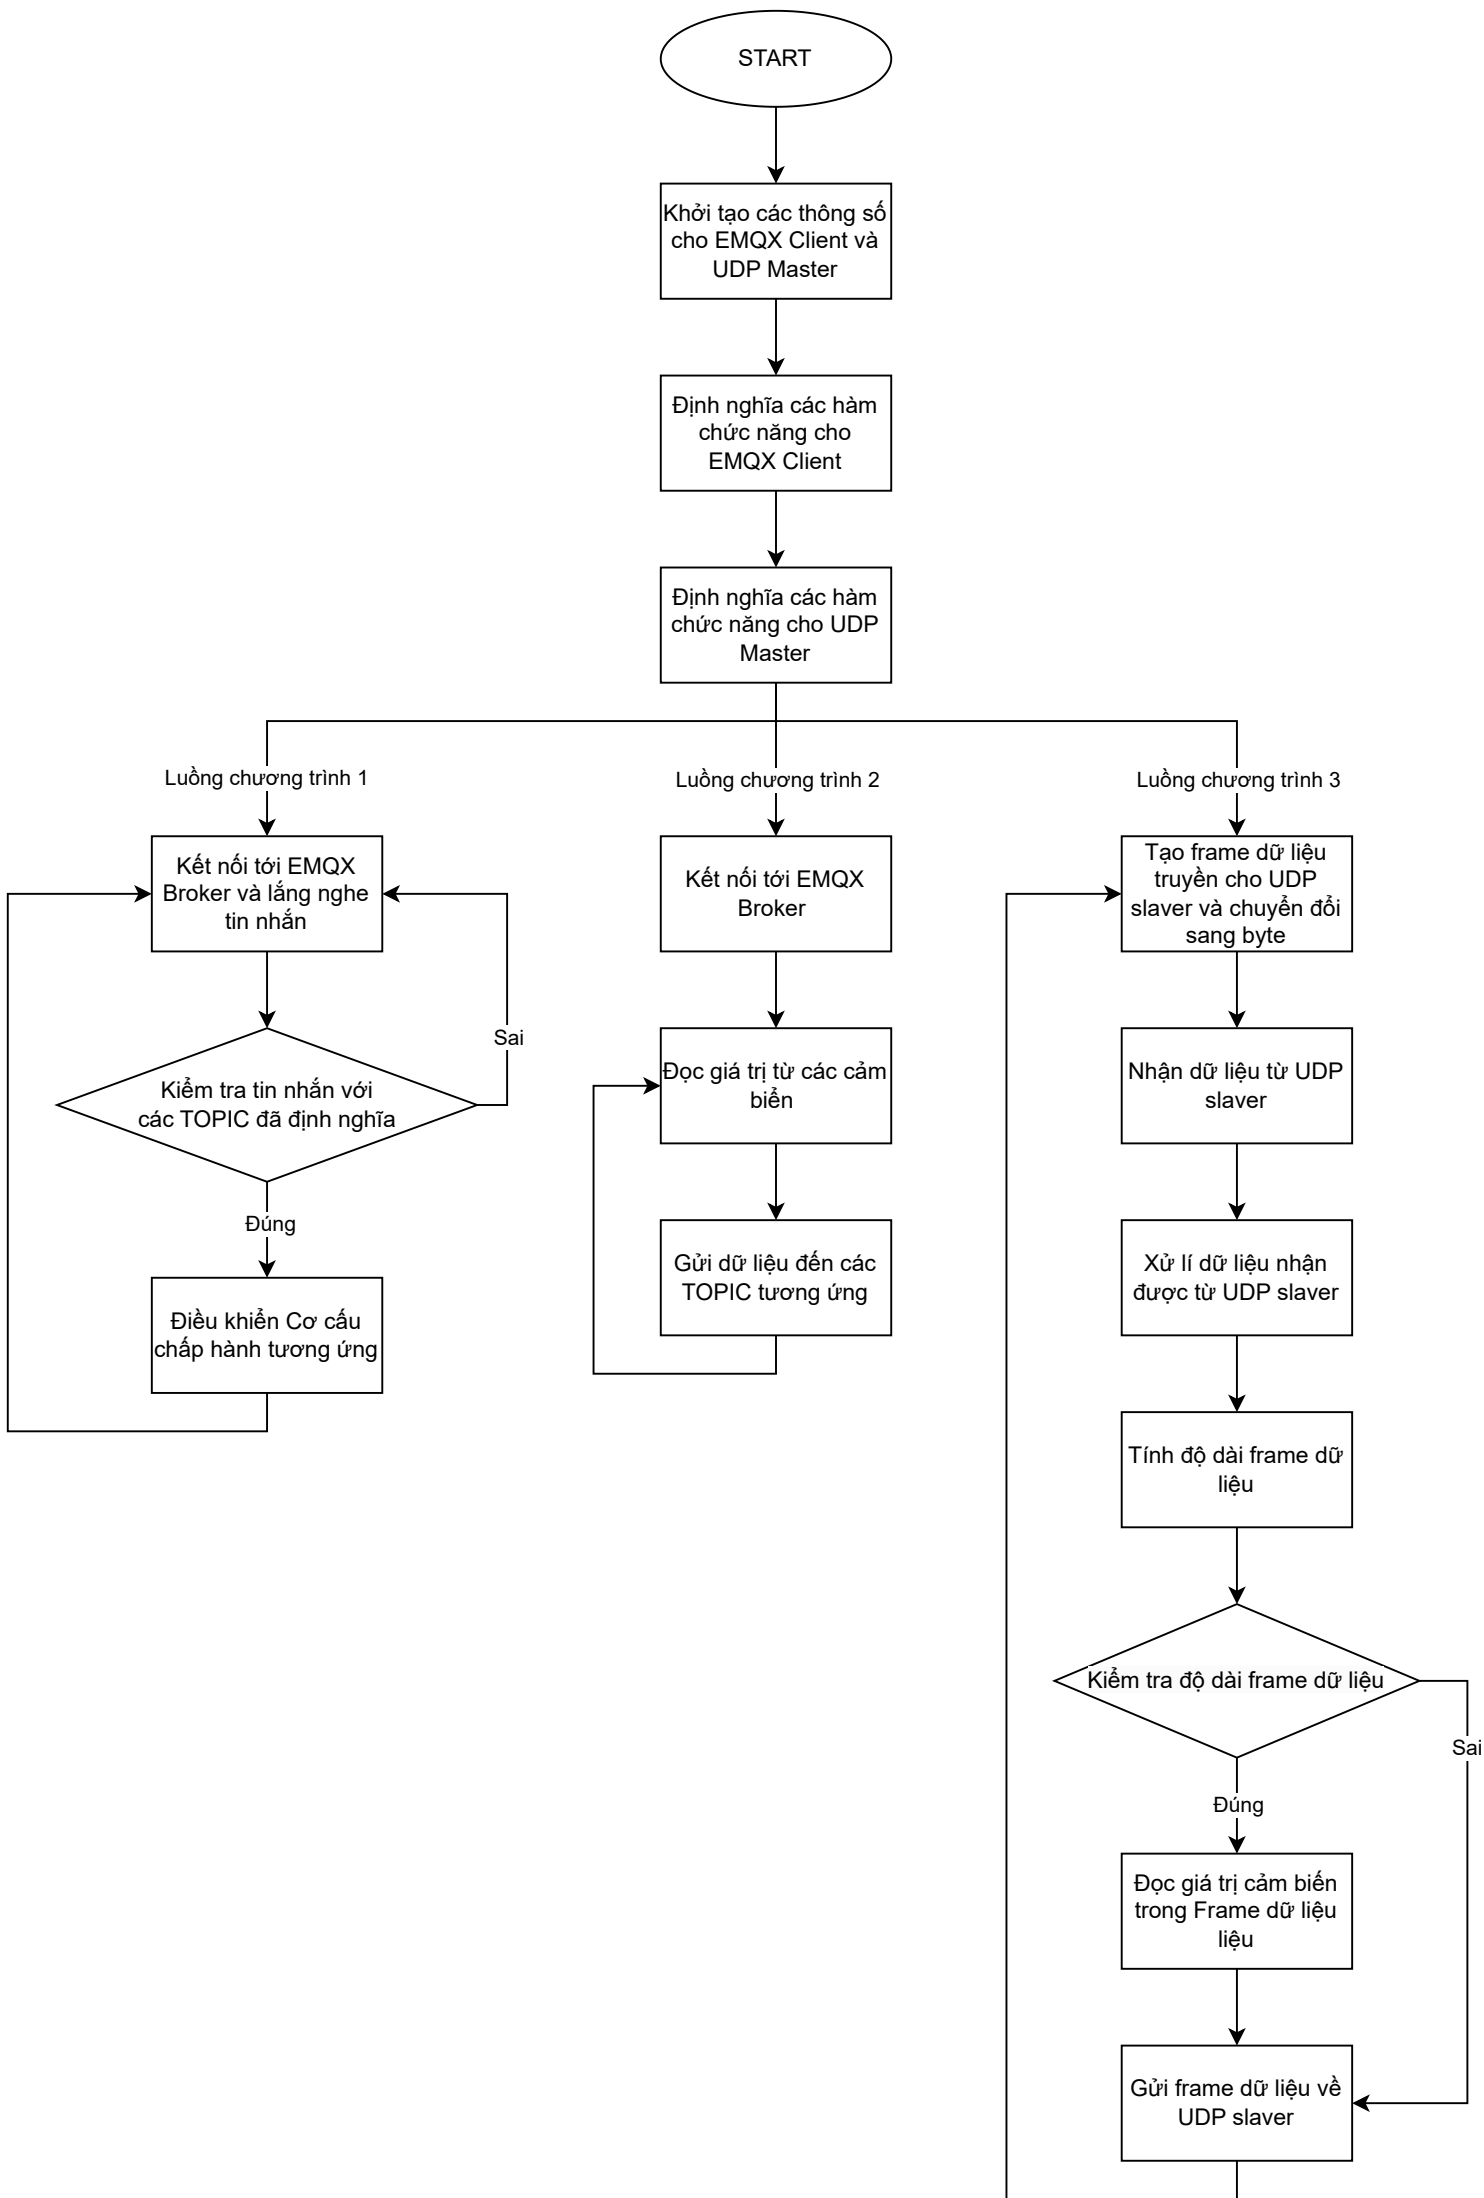 START
Khởi tạo các thông số
cho EMQX Client và
UDP Master
Định nghĩa các hàm
chức năng cho
EMQX Client
Định nghĩa các hàm
chức năng cho UDP
Master
Luồng chương trình 1
Luồng chương trình 2
Luồng chương trình 3
Kết nối tới EMQX
Broker và lắng nghe
tin nhắn
Kết nối tới EMQX
Broker
Tạo frame dữ liệu
truyền cho UDP
slaver và chuyển đổi
sang byte
Sai
Kiểm tra tin nhắn với
các TOPIC đã định nghĩa
Đọc giá trị từ các cảm
biển
Nhận dữ liệu từ UDP
slaver
Đúng
Điều khiển Cơ cấu
chấp hành tương ứng
Gửi dữ liệu đến các
TOPIC tương ứng
Xử lí dữ liệu nhận
được từ UDP slaver
Tính độ dài frame dữ
liệu
Kiểm tra độ dài frame dữ liệu
Sai
Đúng
Đọc giá trị cảm biến
trong Frame dữ liệu
liệu
Gửi frame dữ liệu về
UDP slaver